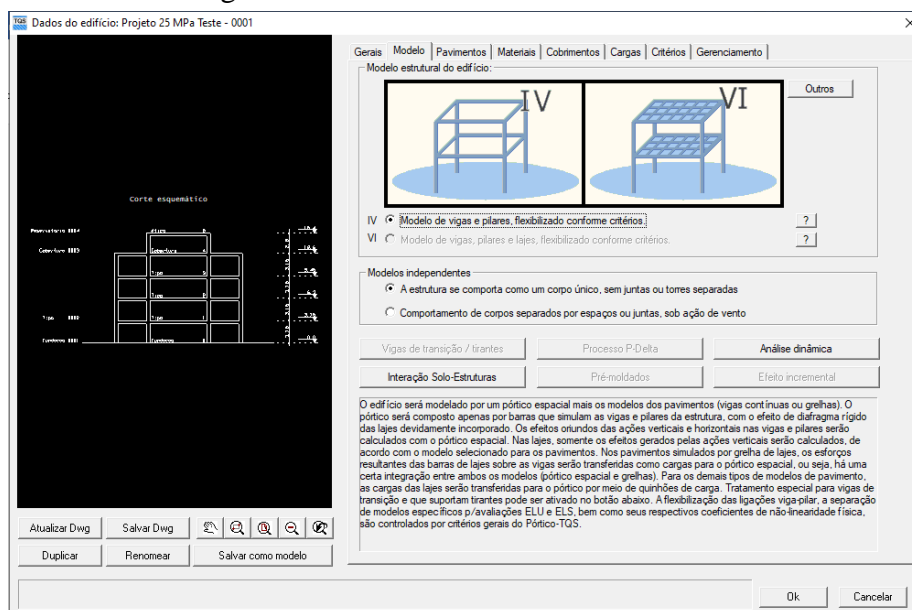 TQS Dados do edifício: Projeto 25 MPa Teste - 0001
Gerais Modelo Pavimentos Materiais Cobrimentos Cargas Critérios Gerenciamento
Modelo estrutural do edifício:
IV
VI
Outros
IV Modelo de vigas e pilares, flexibilizado conforme critérios. ?
VI Modelo de vigas, pilares e lajes, flexibilizado conforme critérios. ?
Modelos independentes
A estrutura se comporta como um corpo único, sem juntas ou torres separadas
Comportamento de corpos separados por espaços ou juntas, sob ação de vento
Vigas de transição / tirantes Processo P-Delta Análise dinâmica
Interação Solo-Estruturas Pré-moldados Efeito incremental
O edifício será modelado por um pórtico espacial mais os modelos dos pavimentos (vigas contínuas ou grelhas). O
pórtico será composto apenas por barras que simulam as vigas e pilares da estrutura, com o efeito de diafragma rígido
das lajes devidamente incorporado. Os efeitos oriundos das ações verticais e horizontais nas vigas e pilares serão
calculados com o pórtico espacial. Nas lajes, somente os efeitos gerados pelas ações verticais serão calculados, de
acordo com o modelo selecionado para os pavimentos. Nos pavimentos simulados por grelha de lajes, os esforços
resultantes das barras de lajes sobre as vigas serão transferidas como cargas para o pórtico espacial, ou seja, há uma
certa integração entre ambos os modelos (pórtico espacial e grelhas). Para os demais tipos de modelos de pavimento,
as cargas das lajes serão transferidas para o pórtico por meio de quinhões de carga. Tratamento especial para vigas de
transição e que suportam tirantes pode ser ativado no botão abaixo. A flexibilização das ligações viga-pilar, a separação
de modelos específicos p/avaliações ELU e ELS, bem como seus respectivos coeficientes de não-linearidade física,
são controlados por critérios gerais do Pórtico-TQS.
Corte esquemático
Cobertura
Tipo
Tipo
Tipo
Tipo
Atualizar Dwg Salvar Dwg
Duplicar Renomear Salvar como modelo
Ok Cancelar